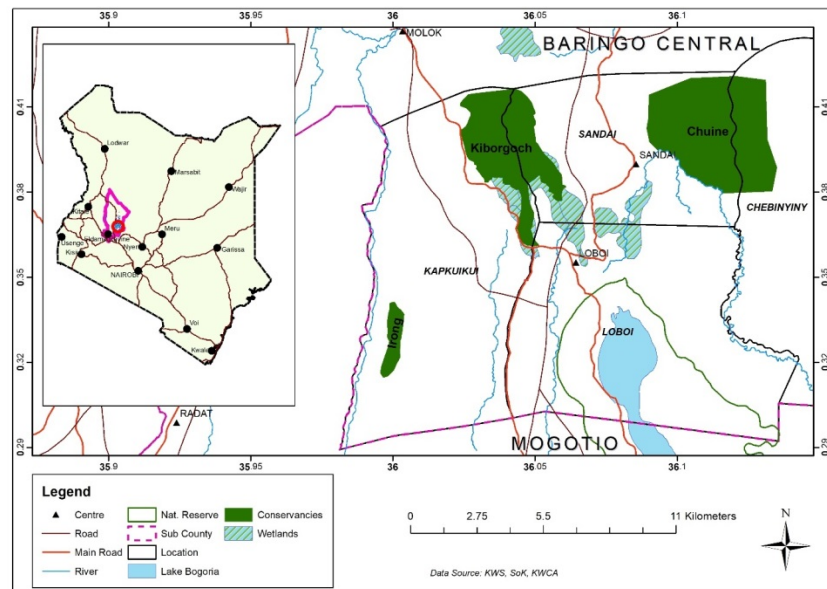 35.9 35.95 36 36.05 36.1
MOLOK
BARINGO CENTRAL
0.41 0.41
Kiborgoch
SANDAI
Chuine
SANDAI
0.38 0.38
CHEBINYINY
KAPKUIKUI
LOBOI
0.35 0.35
Irong
LOBOI
0.32 0.32
RADAT
MOGOTIO
0.29 0.29
Lodwar
Marsabit
Wajir
Kitale
Meru
Usenge
Nyeri
Garissa
NAIROBI
Voi
Kwale
35.9 35.95 36 36.05 36.1
Legend
Centre
Road
Main Road
River
Nat. Reserve
Sub County
Location
Lake Bogoria
Conservancies
Wetlands
0 2.75 5.5 11 Kilometers
N
Data Source: KWS, SoK, KWCA